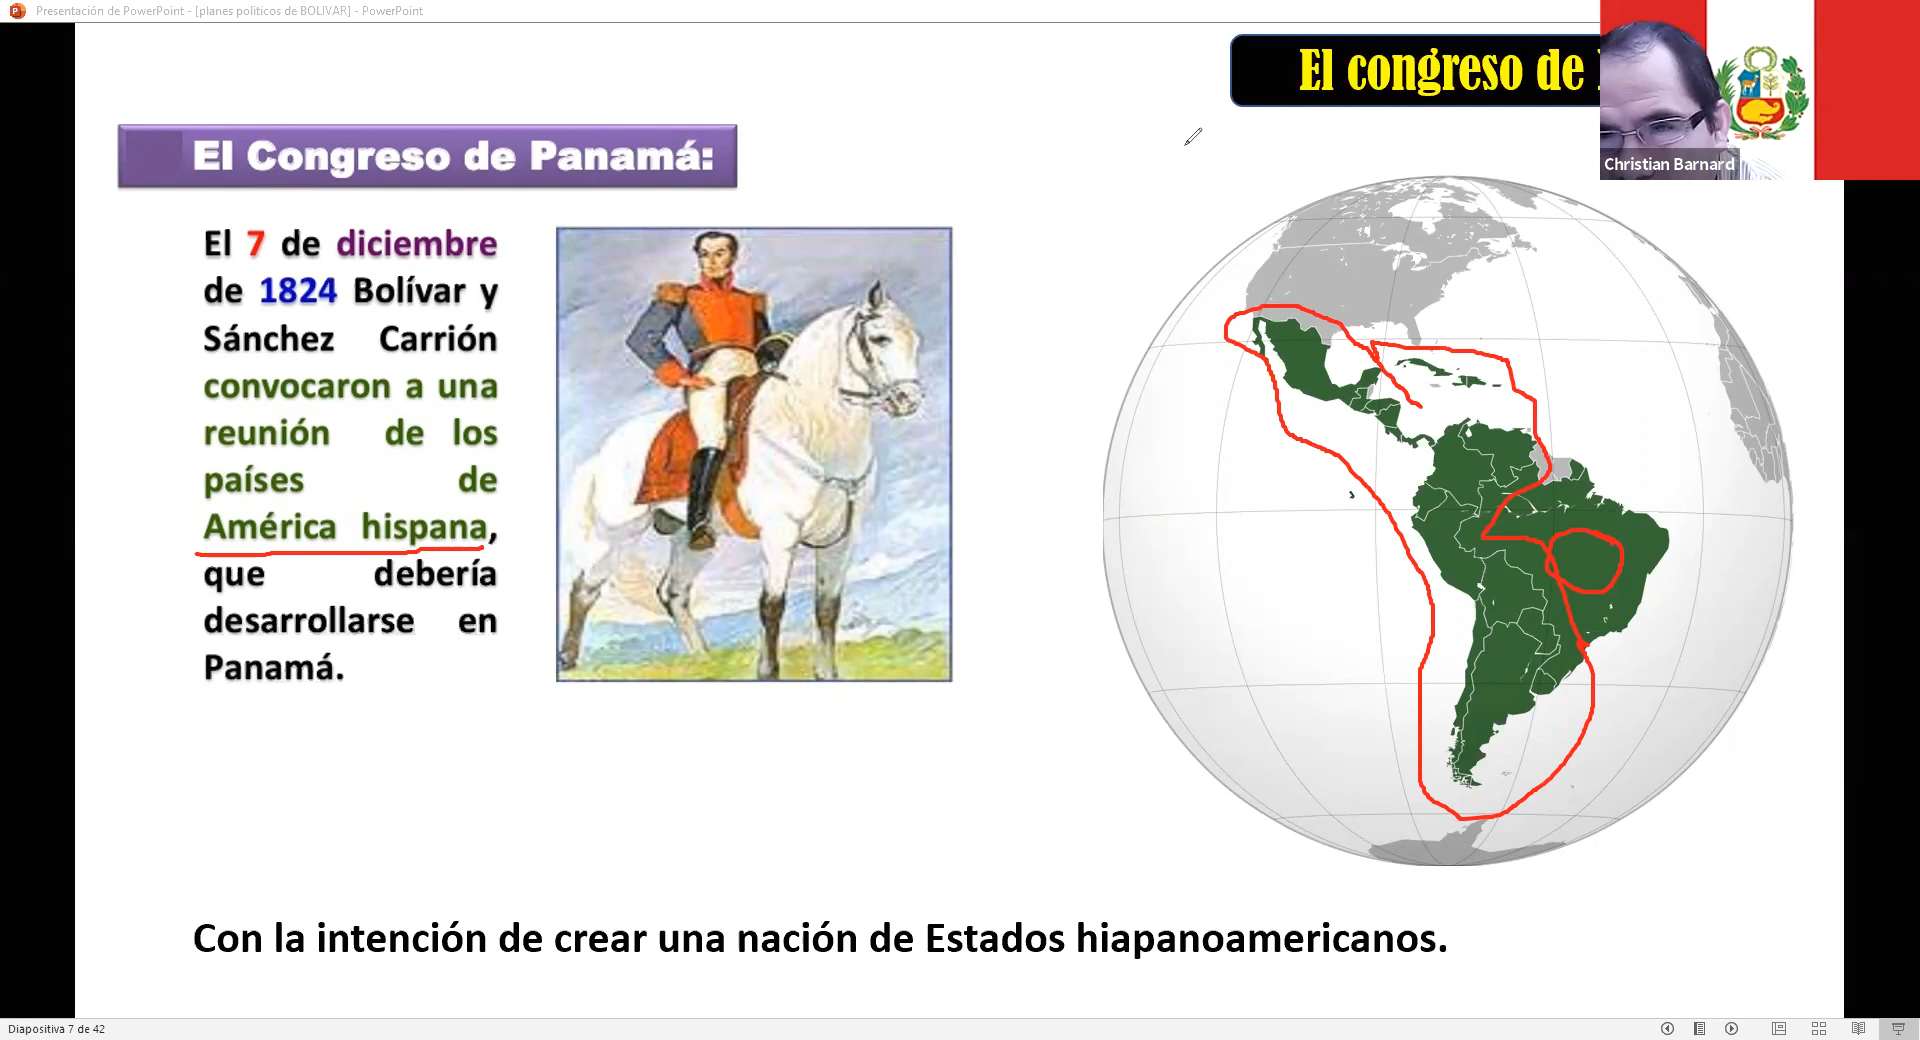 Presentación de PowerPoint - [planes politicos de BOLIVAR] - PowerPoint
El congreso de
Christian Barnard
El Congreso de Panamá:
El 7 de diciembre
de 1824 Bolívar y
Sánchez Carrión
convocaron a una
reunión de los
países de
América hispana,
que debería
desarrollarse en
Panamá.
Con la intención de crear una nación de Estados hiapanoamericanos.
Diapositiva 7 de 42